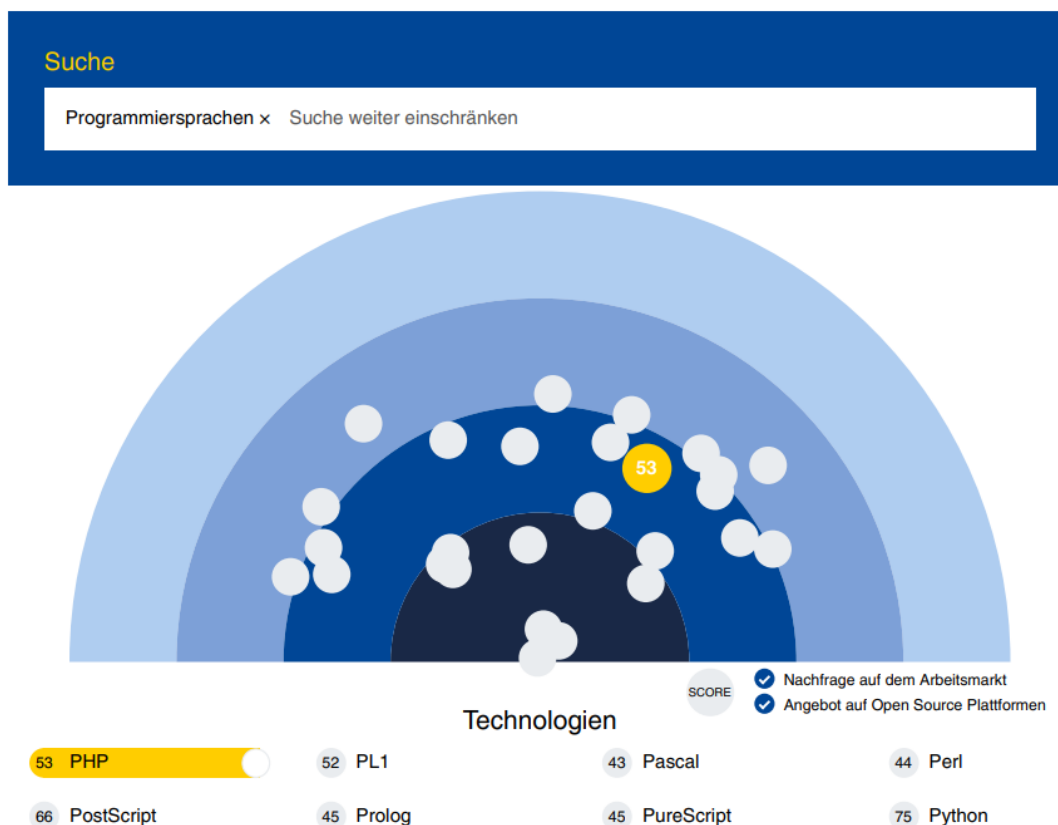 Suche
Programmiersprachen × Suche weiter einschränken
53
SCORE
Nachfrage auf dem Arbeitsmarkt
Angebot auf Open Source Plattformen
Technologien
53 PHP 52 PL1 43 Pascal 44 Perl
66 PostScript 45 Prolog 45 PureScript 75 Python